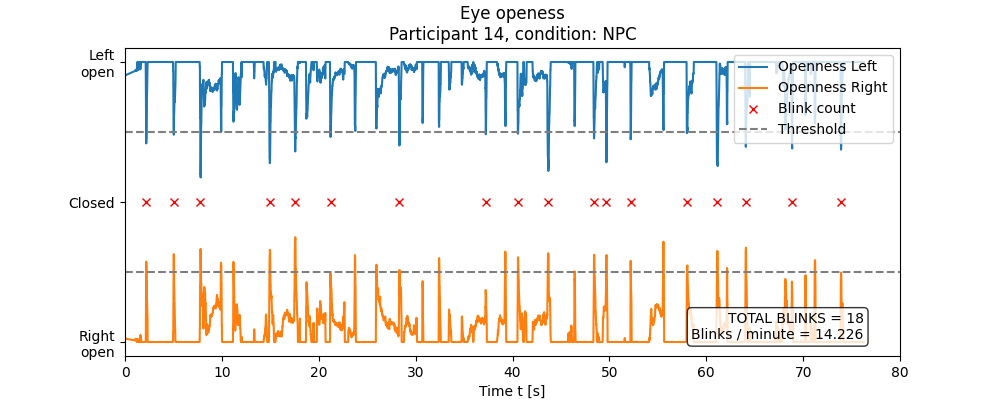 Eye openess
Participant 14, condition: NPC
Left
open
Closed
Right
open
Openess Left
Openness Right
Blink count
Threshold
TOTAL BLINKS = 18
Blinks / minute = 14.226
0 10 20 30 40 50 60 70 80
Time t [s]